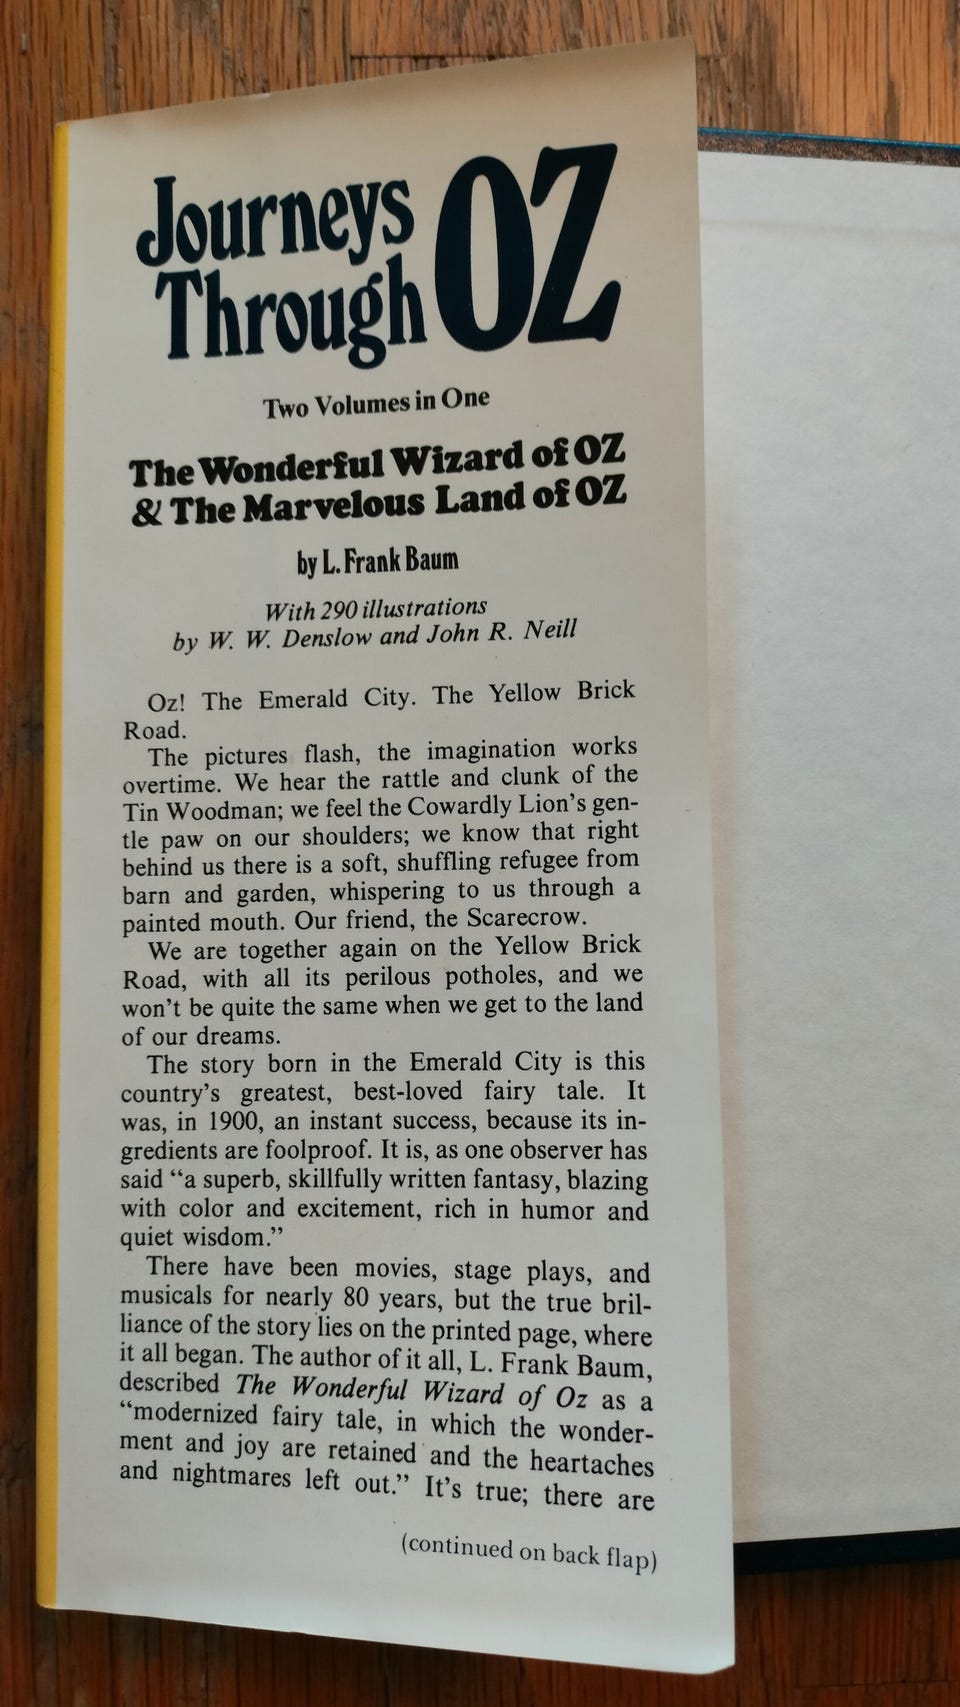 Journeys
Through OZ
Two Volumes in One
The Wonderful Wizard of OZ
& The Marvelous Land of OZ
by L. Frank Baum
With 290 illustrations
by W. W. Denslow and John R. Neill
Oz! The Emerald City. The Yellow Brick
Road.
The pictures flash, the imagination works
overtime. We hear the rattle and clunk of the
Tin Woodman; we feel the Cowardly Lion's gen-
tle paw on our shoulders; we know that right
behind us there is a soft, shuffling refugee from
barn and garden, whispering to us through a
painted mouth. Our friend, the Scarecrow.
We are together again on the Yellow Brick
Road, with all its perilous potholes, and we
won't be quite the same when we get to the land
of our dreams.
The story born in the Emerald City is this
country's greatest, best-loved fairy tale. It
was, in 1900, an instant success, because its in-
gredients are foolproof. It is, as one observer has
said “a superb, skillfully written fantasy, blazing
with color and excitement, rich in humor and
quiet wisdom.”
There have been movies, stage plays, and
musicals for nearly 80 years, but the true bril-
liance of the story lies on the printed page, where
it all began. The author of it all, L. Frank Baum,
described The Wonderful Wizard of Oz as a
“modernized fairy tale, in which the wonder-
ment and joy are retained and the heartaches
and nightmares left out.” It's true; there are
(continued on back flap)